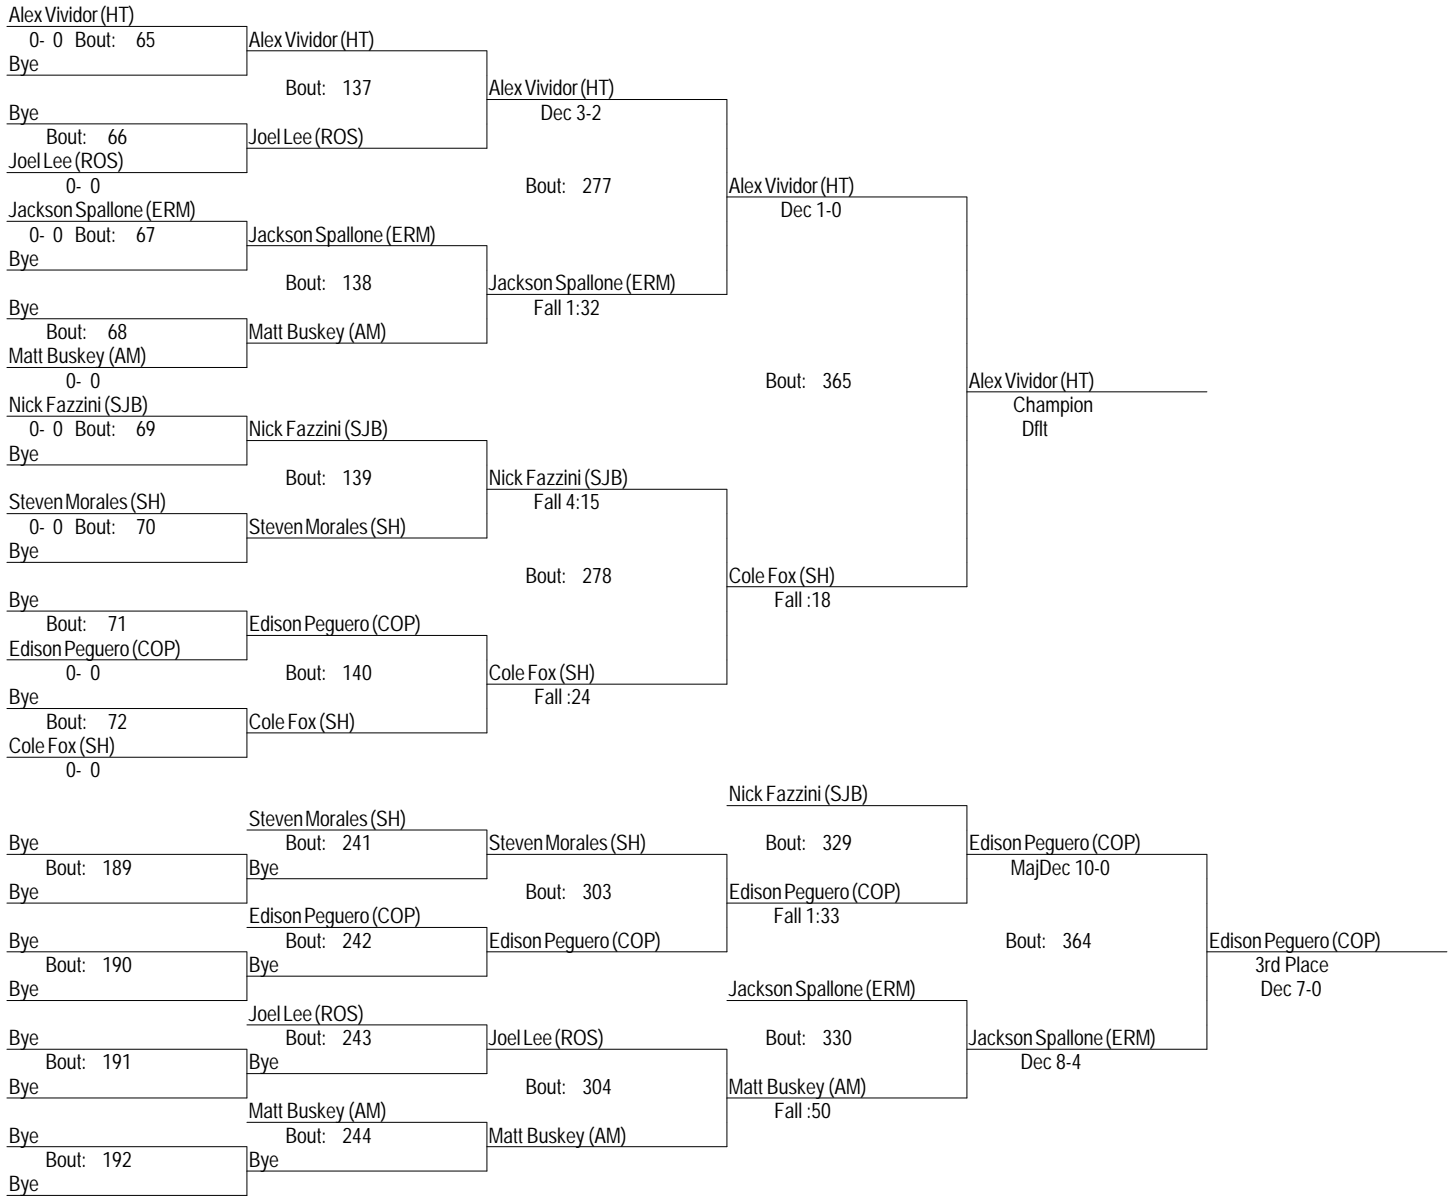 Alex Vividor (HT)
0- 0 Bout: 65
Alex Vividor (HT)
Bye
Bout: 137
Alex Vividor (HT)
Bye
Dec 3-2
Bout: 66
Joel Lee (ROS)
Joel Lee (ROS)
0- 0
Bout: 277
Alex Vividor (HT)
Jackson Spallone (ERM)
Dec 1-0
0- 0 Bout: 67
Jackson Spallone (ERM)
Bye
Bout: 138
Jackson Spallone (ERM)
Bye
Fall 1:32
Bout: 68
Matt Buskey (AM)
Matt Buskey (AM)
0- 0
Bout: 365
Alex Vividor (HT)
Nick Fazzini (SJB)
Champion
0- 0 Bout: 69
Nick Fazzini (SJB)
Dflt
Bye
Bout: 139
Nick Fazzini (SJB)
Steven Morales (SH)
Fall 4:15
0- 0 Bout: 70
Steven Morales (SH)
Bye
Bout: 278
Cole Fox (SH)
Bye
Fall :18
Bout: 71
Edison Peguero (COP)
Edison Peguero (COP)
0- 0
Bout: 140
Cole Fox (SH)
Bye
Fall :24
Bout: 72
Cole Fox (SH)
Cole Fox (SH)
0- 0
Nick Fazzini (SJB)
Steven Morales (SH)
Bye
Bout: 241
Steven Morales (SH)
Bout: 329
Edison Peguero (COP)
Bout: 189
Bye
MajDec 10-0
Bye
Bout: 303
Edison Peguero (COP)
Edison Peguero (COP)
Fall 1:33
Bye
Bout: 242
Edison Peguero (COP)
Bout: 364
Edison Peguero (COP)
Bout: 190
Bye
3rd Place
Bye
Jackson Spallone (ERM)
Dec 7-0
Joel Lee (ROS)
Bye
Bout: 243
Joel Lee (ROS)
Bout: 330
Jackson Spallone (ERM)
Bout: 191
Bye
Dec 8-4
Bye
Bout: 304
Matt Buskey (AM)
Matt Buskey (AM)
Fall :50
Bye
Bout: 244
Matt Buskey (AM)
Bout: 192
Bye
Bye